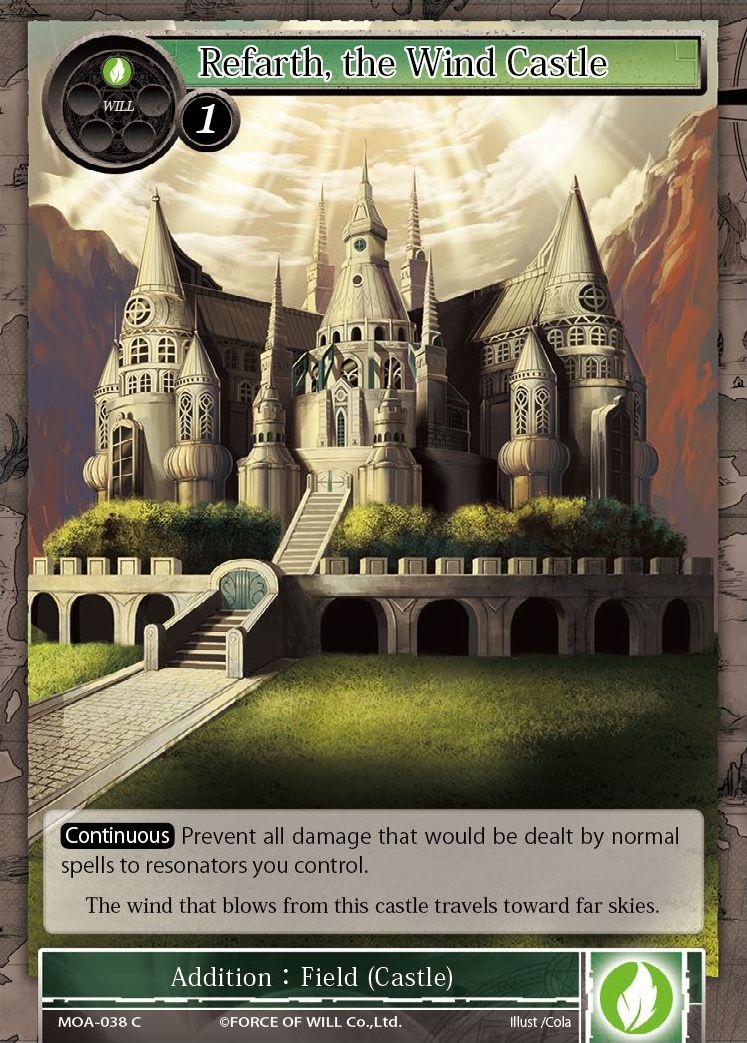 Refarth, the Wind Castle
WILL
1
Continuous Prevent all damage that would be dealt by normal
spells to resonators you control.
The wind that blows from this castle travels toward far skies.
Addition : Field (Castle)
MOA-038 C ©FORCE OF WILL Co.,Ltd. Illust /Cola